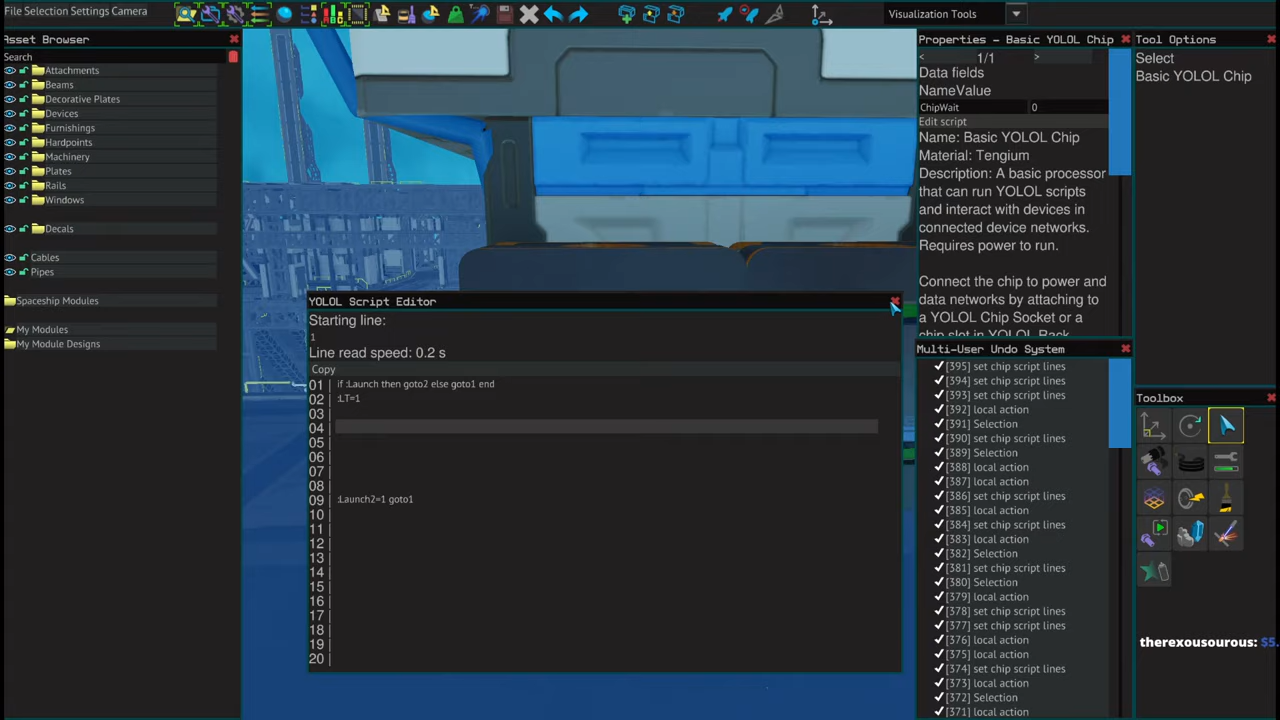 File Selection Settings Camera
Visualization Tools
Asset Browser
Search
Attachments
Beams
Decorative Plates
Devices
Furnishings
Hardpoints
Machinery
Plates
Rails
Windows
Decals
Cables
Pipes
Spaceship Modules
My Modules
My Module Designs
YOLOL Script Editor
Starting line:
1
Line read speed: 0.2 s
Copy
01 if :Launch then goto2 else goto1 end
02 :LT=1
03
04
05
06
07
08
09 :Launch2=1 goto1
10
11
12
13
14
15
16
17
18
19
20
Properties - Basic YOLOL Chip
< 1/1 >
Data fields
NameValue
ChipWait 0
Edit script
Name: Basic YOLOL Chip
Material: Tengium
Description: A basic processor
that can run YOLOL scripts
and interact with devices in
connected device networks.
Requires power to run.
Connect the chip to power and
data networks by attaching to
a YOLOL Chip Socket or a
chip slot in YOLOL Rack
Multi-User Undo System
[395] set chip script lines
[394] set chip script lines
[393] set chip script lines
[392] local action
[391] Selection
[390] set chip script lines
[389] Selection
[388] local action
[387] local action
[386] set chip script lines
[385] local action
[384] set chip script lines
[383] local action
[382] Selection
[381] set chip script lines
[380] Selection
[379] local action
[378] set chip script lines
[377] set chip script lines
[376] local action
[375] local action
[374] set chip script lines
[373] local action
[372] Selection
[371] local action
Tool Options
Select
Basic YOLOL Chip
Toolbox
therexousourous: $5.